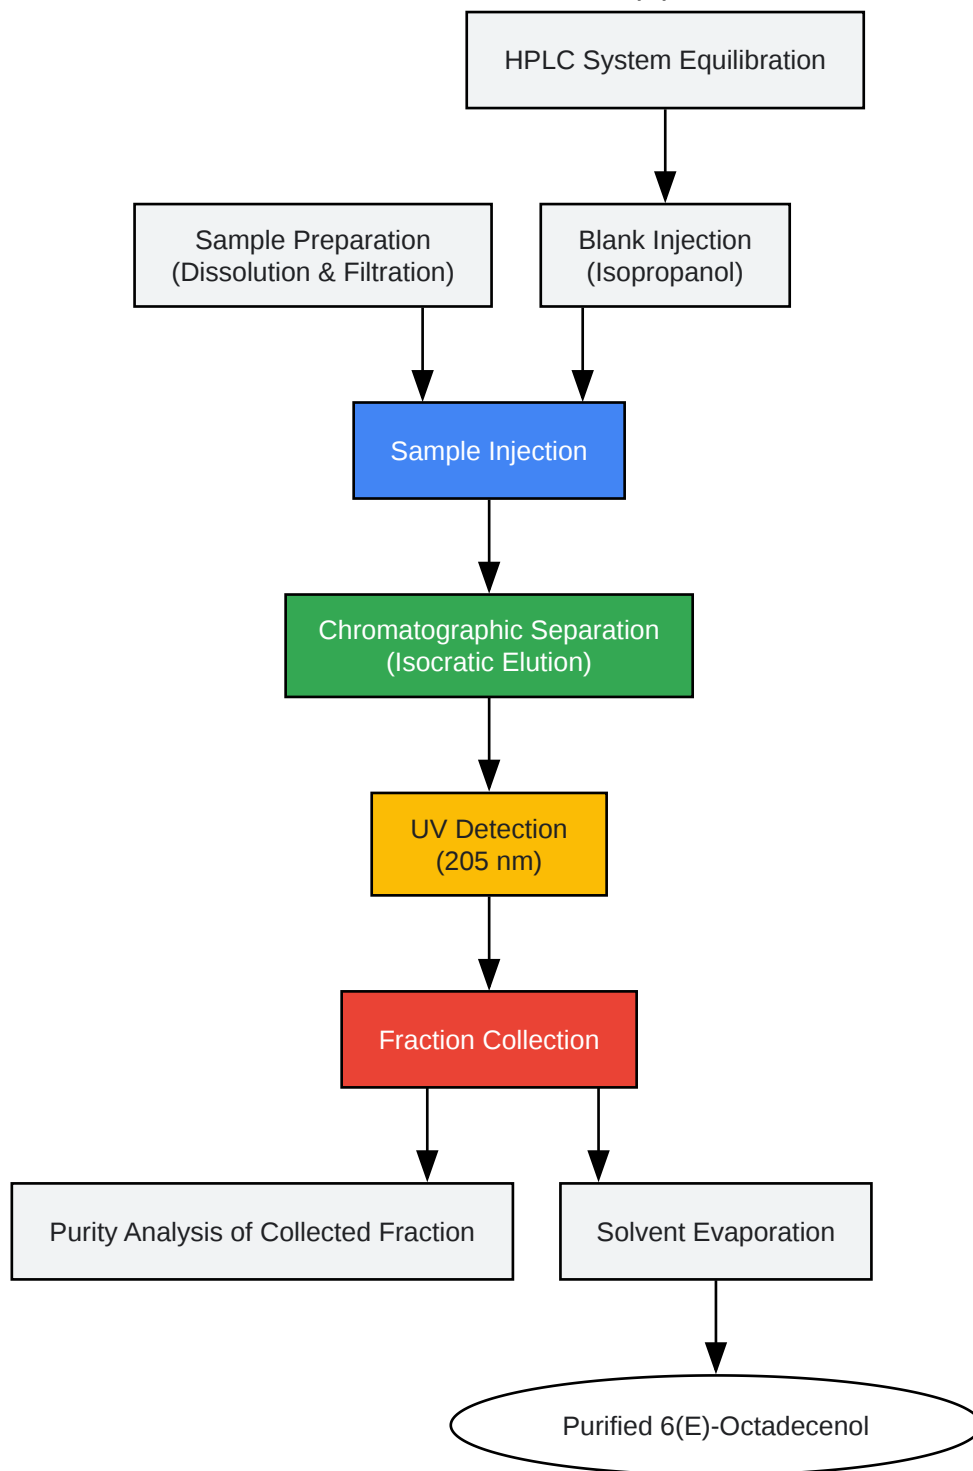 HPLC System Equilibration
Sample Preparation
(Dissolution & Filtration)
Blank Injection
(Isopropanol)
Sample Injection
Chromatographic Separation
(Isocratic Elution)
UV Detection
(205 nm)
Fraction Collection
Purity Analysis of Collected Fraction
Solvent Evaporation
Purified 6(E)-Octadecenol